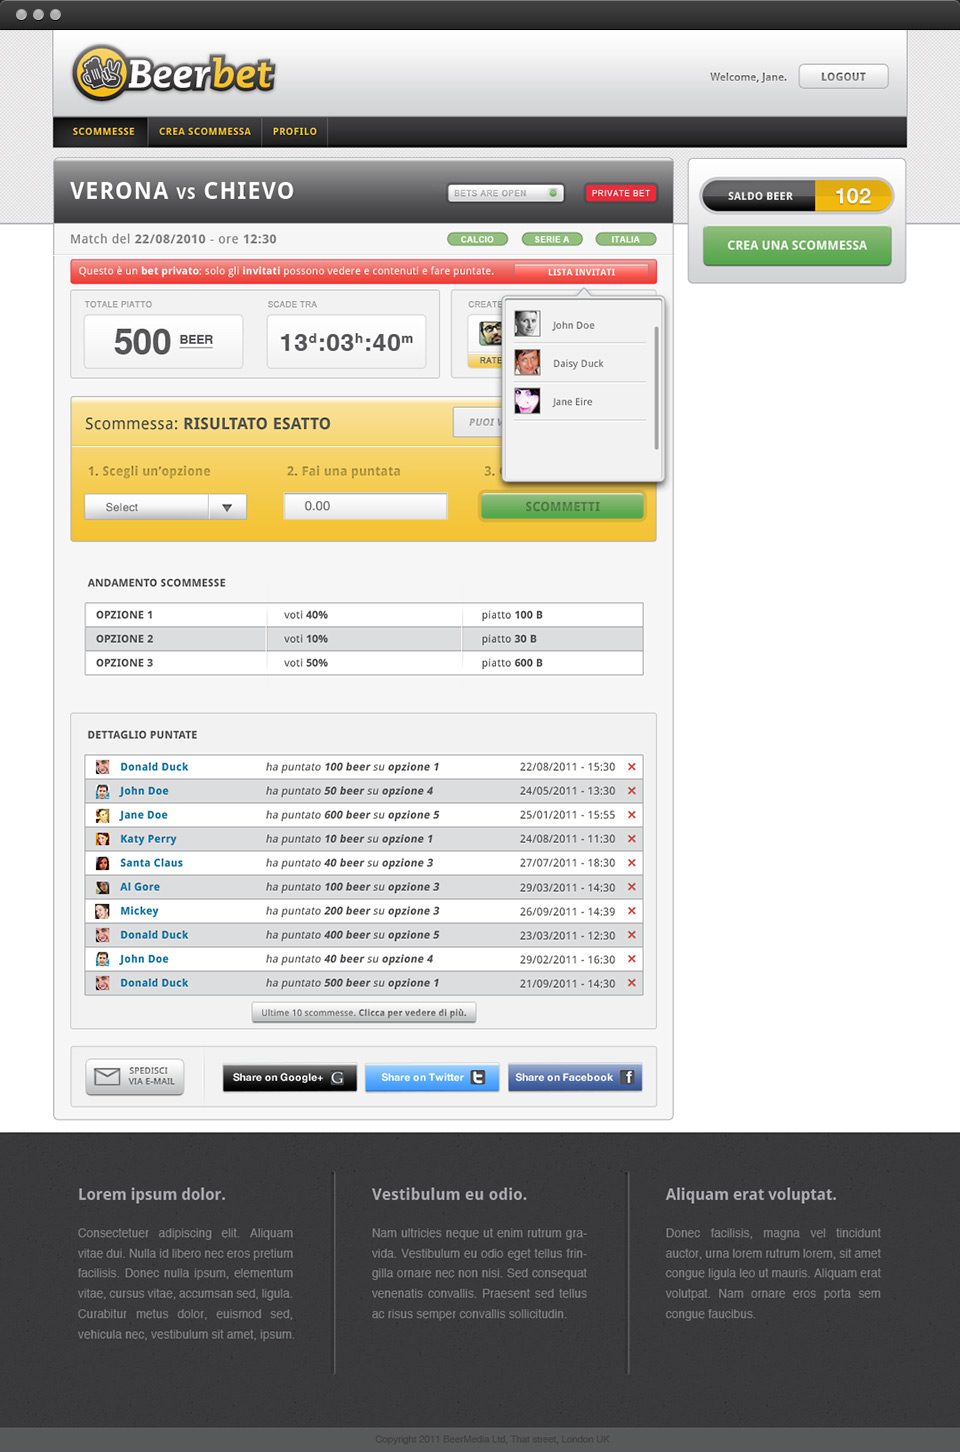 Beerbet
Welcome, Jane.
LOGOUT
SCOMMESSE
CREA SCOMMESSA
PROFILO
VERONA VS CHIEVO
BETS ARE OPEN
PRIVATE BET
SALDO BEER
102
CREA UNA SCOMMESSA
Match del 22/08/2010 - ore 12:30
CALCIO
SERIE A
ITALIA
Questo è un bet privato: solo gli invitati possono vedere e contenuti e fare puntate.
LISTA INVITATI
TOTALE PIATTO
500 BEER
SCADE TRA
13d:03h:40m
CREATE
RATE
John Doe
Daisy Duck
Jane Eire
Scommessa: RISULTATO ESATTO
PUOI V
1. Scegli un'opzione
2. Fai una puntata
3.
Select
0.00
SCOMMETTI
ANDAMENTO SCOMMESSE
OPZIONE 1 voti 40% piatto 100 B
OPZIONE 2 voti 10% piatto 30 B
OPZIONE 3 voti 50% piatto 600 B
DETTAGLIO PUNTATE
Donald Duck ha puntato 100 beer su opzione 1 22/08/2011 - 15:30
John Doe ha puntato 50 beer su opzione 4 24/05/2011 - 13:30
Jane Doe ha puntato 600 beer su opzione 5 25/01/2011 - 15:55
Katy Perry ha puntato 10 beer su opzione 1 24/08/2011 - 11:30
Santa Claus ha puntato 40 beer su opzione 3 27/07/2011 - 18:30
Al Gore ha puntato 100 beer su opzione 3 29/03/2011 - 14:30
Mickey ha puntato 200 beer su opzione 3 26/09/2011 - 14:39
Donald Duck ha puntato 400 beer su opzione 5 23/03/2011 - 12:30
John Doe ha puntato 40 beer su opzione 4 29/02/2011 - 16:30
Donald Duck ha puntato 500 beer su opzione 1 21/09/2011 - 14:30
Ultime 10 scommesse. Clicca per vedere di più.
SPEDISCI
VIA E-MAIL
Share on Google+ G
Share on Twitter t
Share on Facebook f
Lorem ipsum dolor.
Consectetuer adipiscing elit. Aliquam
vitae dui. Nulla id libero nec eros pretium
facilisis. Donec nulla ipsum, elementum
vitae, cursus vitae, accumsan sed, ligula.
Curabitur metus dolor, euismod sed,
vehicula nec, vestibulum sit amet, ipsum.
Vestibulum eu odio.
Nam ultricies neque ut enim rutrum gra-
vida. Vestibulum eu odio eget tellus frin-
gilla ornare nec non nisi. Sed consequat
venenatis convallis. Praesent sed tellus
ac risus semper convallis sollicitudin.
Aliquam erat voluptat.
Donec facilisis, magna vel tincidunt
auctor, urna lorem rutrum lorem, sit amet
congue ligula leo ut mauris. Aliquam erat
volutpat. Nam ornare eros porta sem
congue faucibus.
Copyright 2011 BeerMedia Ltd, That street, London UK